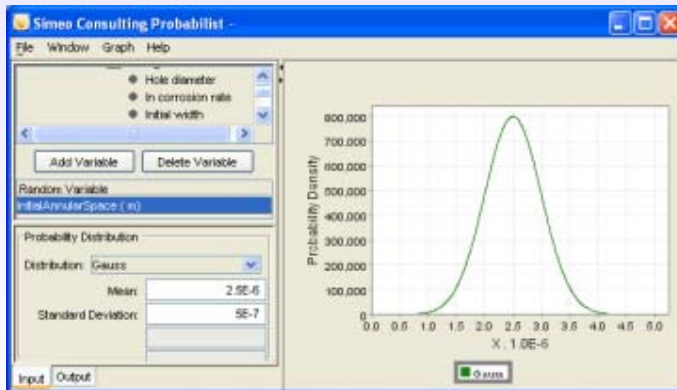 Simeo Consulting Probabilist -
File Window Graph Help
Hole diameter
In corrosion rate
Initial width
Add Variable Delete Variable
Random Variable
InitialAnnularSpace ( m)
Probability Distribution
Distribution: Gauss
Mean: 2.5E-6
Standard Deviation: 5E-7
Input Output
Probability Density
800,000
700,000
600,000
500,000
400,000
300,000
200,000
100,000
0
0.0 0.5 1.0 1.5 2.0 2.5 3.0 3.5 4.0 4.5 5.0
X , 1.0E-6
Gauss